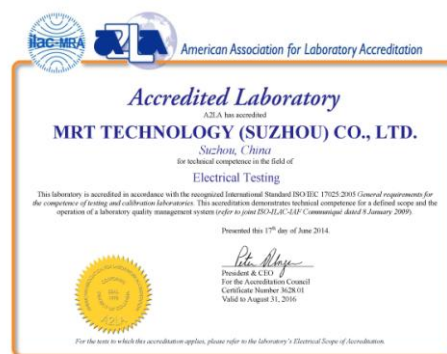 ilac-MRA
A2LA
American Association for Laboratory Accreditation
Accredited Laboratory
A2LA has accredited
MRT TECHNOLOGY (SUZHOU) CO., LTD.
Suzhou, China
for technical competence in the field of
Electrical Testing
This laboratory is accredited in accordance with the recognized International Standard ISO/IEC 17025:2005 General requirements for
the competence of testing and calibration laboratories. This accreditation demonstrates technical competence for a defined scope and the
operation of a laboratory quality management system (refer to joint ISO-ILAC-IAF Communiqué dated 8 January 2009).
Presented this 17th day of June 2014.
President & CEO
For the Accreditation Council
Certificate Number 3628.01
Valid to August 31, 2016
A2LA
For the tests to which this accreditation applies, please refer to the laboratory's Electrical Scope of Accreditation.